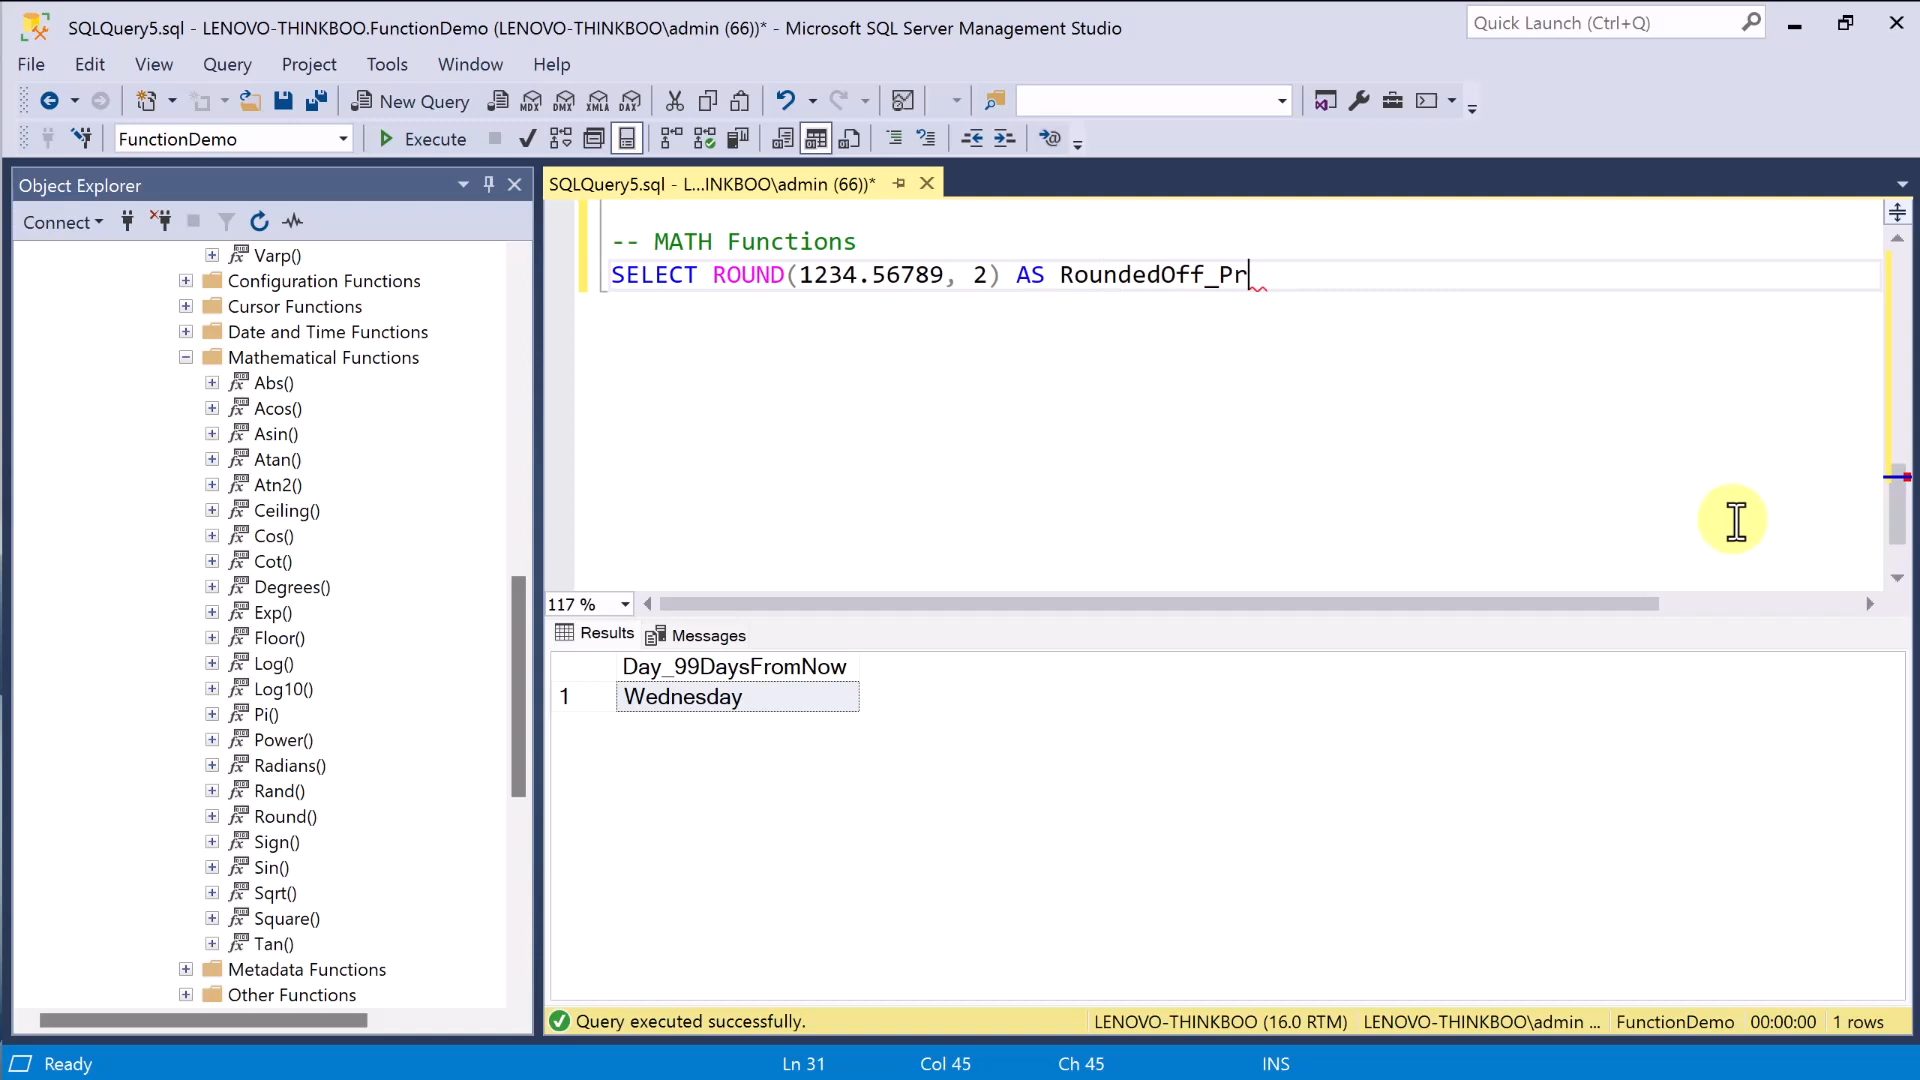 SQLQuery5.sql - LENOVO-THINKBOO.FunctionDemo (LENOVO-THINKBOO\admin (66))* - Microsoft SQL Server Management Studio
Quick Launch (Ctrl+Q)
File Edit View Query Project Tools Window Help
New Query MDX DMX XMLA DAX
FunctionDemo Execute
Object Explorer
SQLQuery5.sql - L...INKBOO\admin (66))*
Connect
Varp()
Configuration Functions
Cursor Functions
Date and Time Functions
Mathematical Functions
Abs()
Acos()
Asin()
Atan()
Atn2()
Ceiling()
Cos()
Cot()
Degrees()
Exp()
Floor()
Log()
Log10()
Pi()
Power()
Radians()
Rand()
Round()
Sign()
Sin()
Sqrt()
Square()
Tan()
Metadata Functions
Other Functions
-- MATH Functions
SELECT ROUND(1234.56789, 2) AS RoundedOff_Pr
117 %
Results Messages
Day_99DaysFromNow
1 Wednesday
Query executed successfully. LENOVO-THINKBOO (16.0 RTM) LENOVO-THINKBOO\admin ... FunctionDemo 00:00:00 1 rows
Ready Ln 31 Col 45 Ch 45 INS